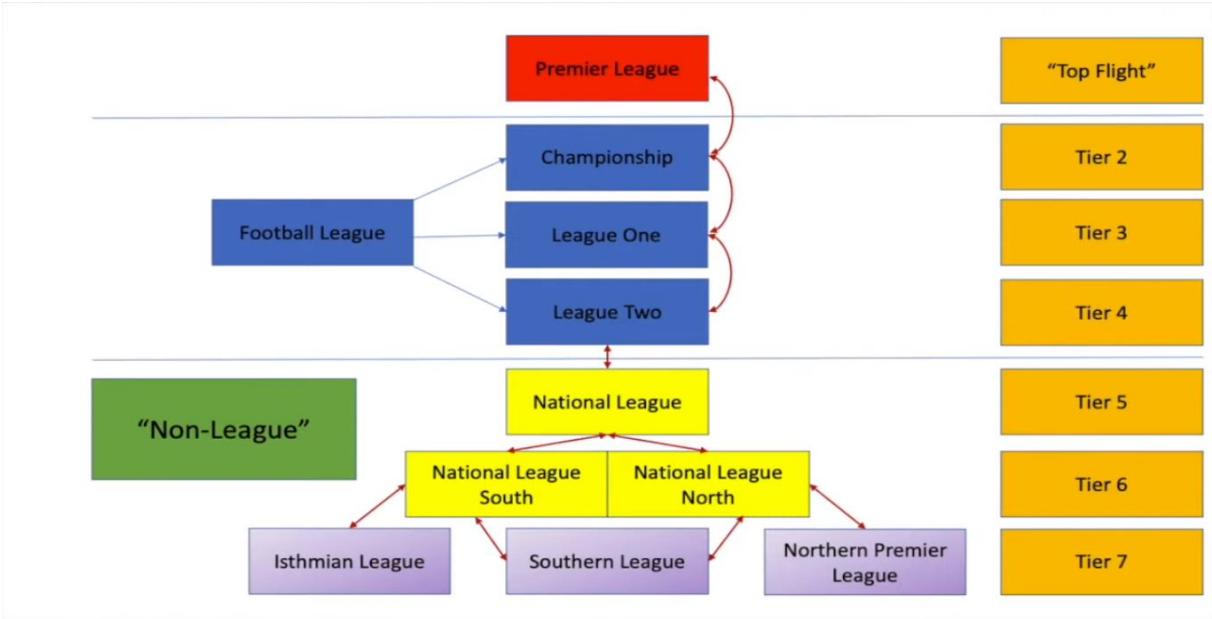 Premier League
“Top Flight”
Championship
Tier 2
Football League
League One
Tier 3
League Two
Tier 4
“Non-League”
National League
Tier 5
National League
South
National League
North
Tier 6
Isthmian League
Southern League
Northern Premier
League
Tier 7